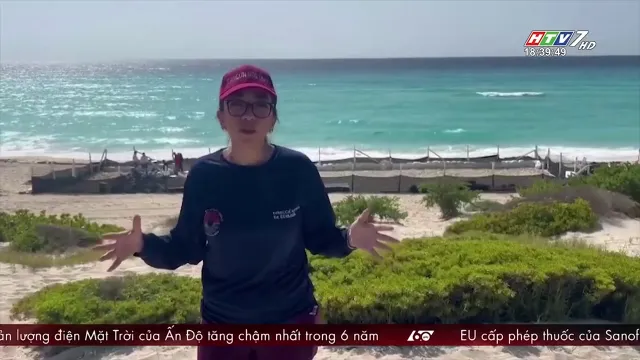 HTV7 HD
18:39:49
ản lượng điện Mặt Trời của Ấn Độ tăng chậm nhất trong 6 năm 60 EU cấp phép thuốc của Sanof